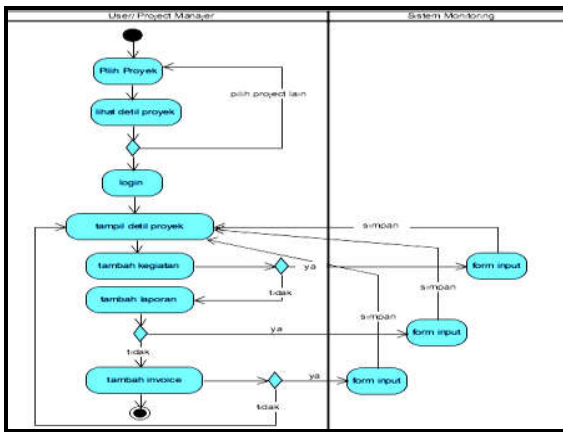 User/ Project Manajer
Sistem Monitoring
Pilih Proyek
pilih project lain
lihat detil proyek
login
tampil detil proyek
simpan
tambah kegiatan
ya
form input
tidak
tambah laporan
simpan
ya
form input
tidak
simpan
tambah invoice
ya
form input
tidak